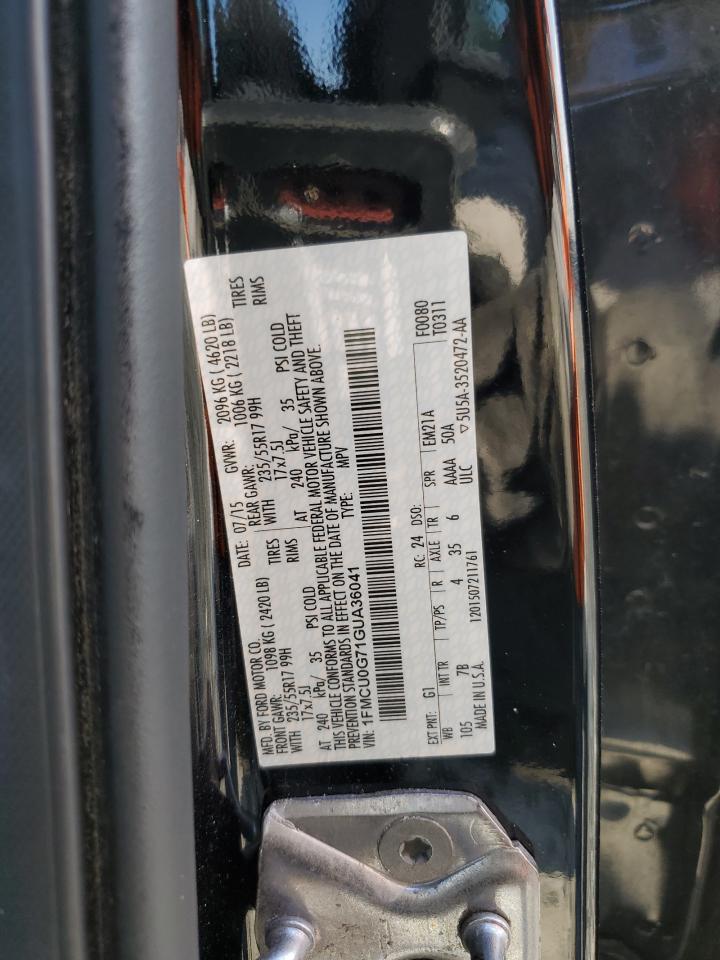 MFD. BY FORD MOTOR CO. DATE: 07/15 GVWR: 2096 KG ( 4620 LB)
FRONT GAWR: 1098 KG ( 2420 LB) REAR GAWR: 1006 KG ( 2218 LB)
WITH 235/55R17 99H TIRES WITH 235/55R17 99H TIRES
17x7.5J RIMS 17x7.5J RIMS
AT 240 kPa/ 35 PSI COLD AT 240 kPa/ 35 PSI COLD
THIS VEHICLE CONFORMS TO ALL APPLICABLE FEDERAL MOTOR VEHICLE SAFETY AND THEFT
PREVENTION STANDARDS IN EFFECT ON THE DATE OF MANUFACTURE SHOWN ABOVE.
VIN: 1FMCU0G71GUA36041 TYPE: MPV
F0080
EXT PNT: G1 RC: 24 DSO: T0311
WB INT TR TP/PS R AXLE TR SPR EM21A
105 7B 4 35 6 AAAA 50A
MADE IN U.S.A. 1201507211761 ULC ▽5U5A-3520472-AA